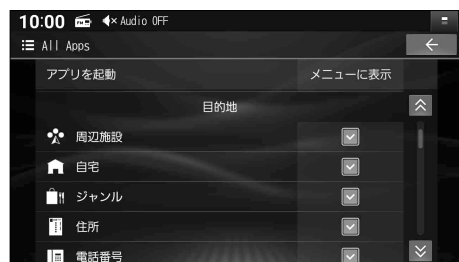 10:00 Audio OFF
All Apps
アプリを起動 メニューに表示
目的地
周辺施設
自宅
ジャンル
住所
電話番号